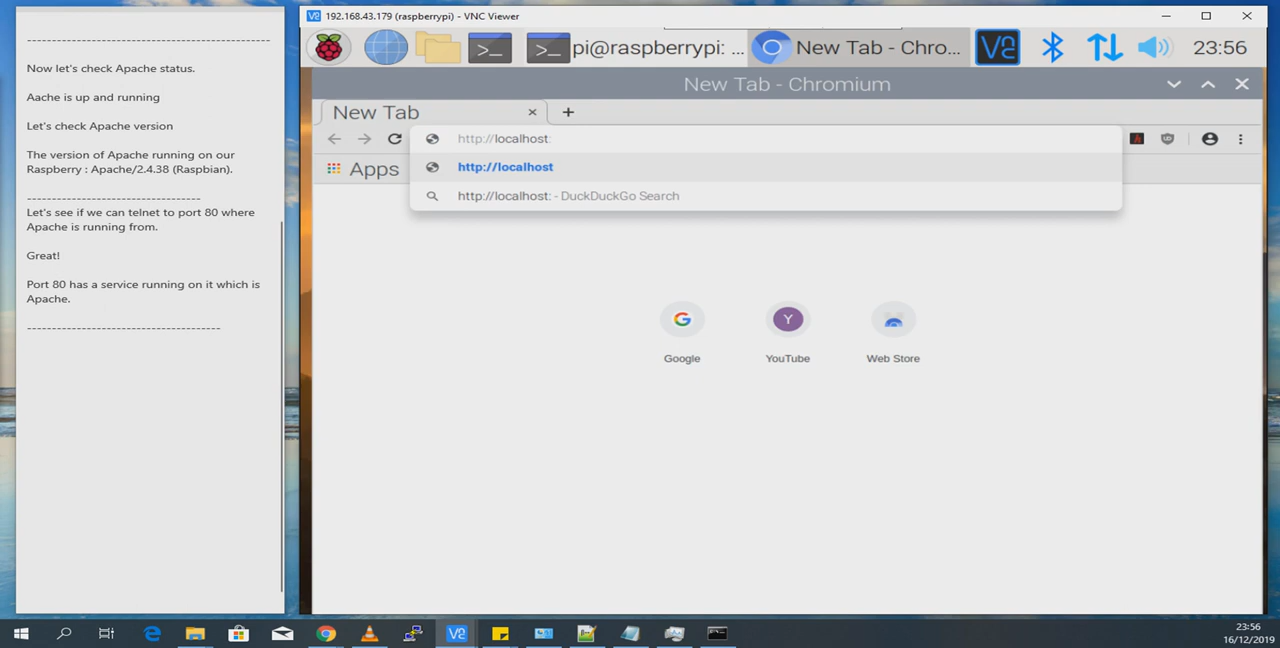 ----------------------------------------------
Now let's check Apache status.
Aache is up and running
Let's check Apache version
The version of Apache running on our
Raspberry : Apache/2.4.38 (Raspbian).
---------------------------------
Let's see if we can telnet to port 80 where
Apache is running from.
Great!
Port 80 has a service running on it which is
Apache.
-------------------------------------
192.168.43.179 (raspberrypi) - VNC Viewer
pi@raspberrypi: ...
New Tab - Chro...
23:56
New Tab - Chromium
New Tab
http://localhost:
Apps
http://localhost
http://localhost: - DuckDuckGo Search
Google
Y
YouTube
Web Store
23:56
16/12/2019